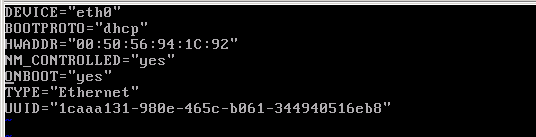 DEVICE="eth0"
BOOTPROTO="dhcp"
HWADDR="00:50:56:94:1C:92"
NM_CONTROLLED="yes"
ONBOOT="yes"
TYPE="Ethernet"
UUID="1caaa131-980e-465c-b061-344940516eb8"
~